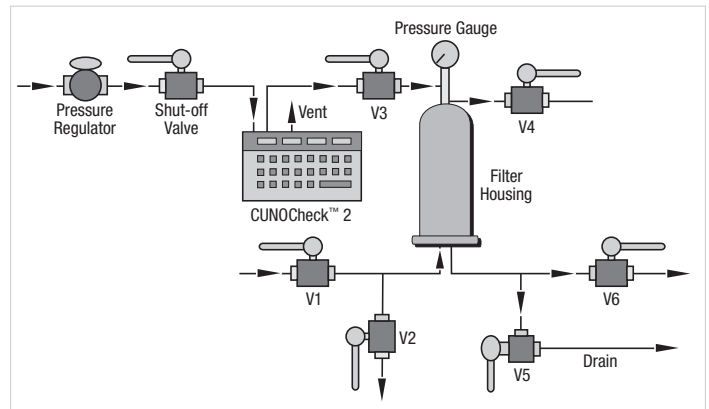 Pressure Gauge
Pressure
Regulator
Shut-off
Valve
Vent
V3
V4
CUNOCheck™ 2
Filter
Housing
V1
V2
V6
V5
Drain